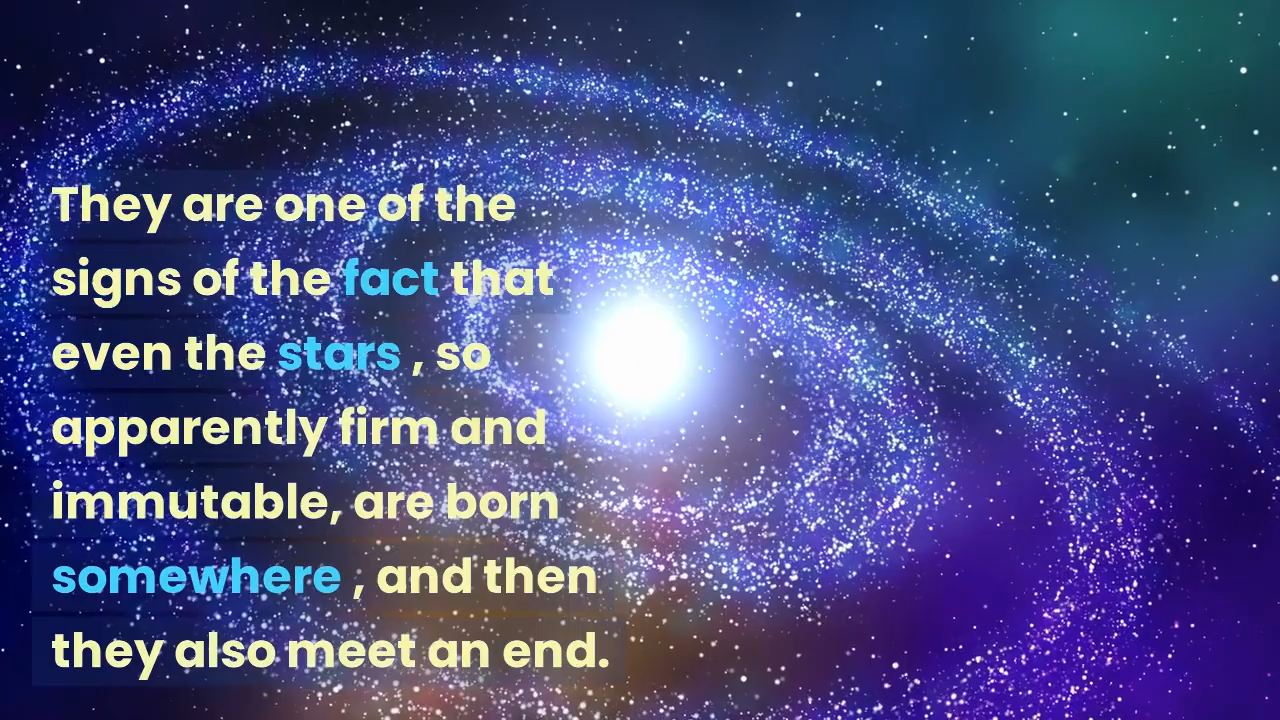 They are one of the
signs of the fact that
even the stars , so
apparently firm and
immutable, are born
somewhere , and then
they also meet an end.